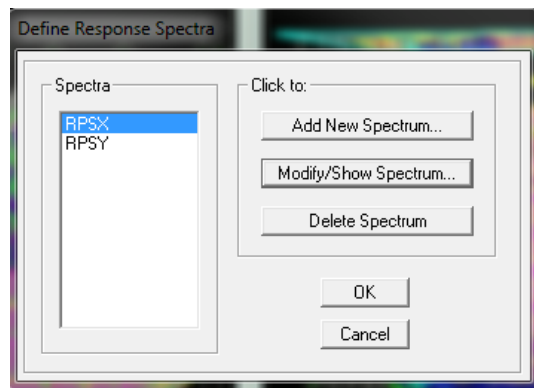 Define Response Spectra
Spectra
RPSX
RPSY
Click to:
Add New Spectrum...
Modify/Show Spectrum...
Delete Spectrum
OK
Cancel